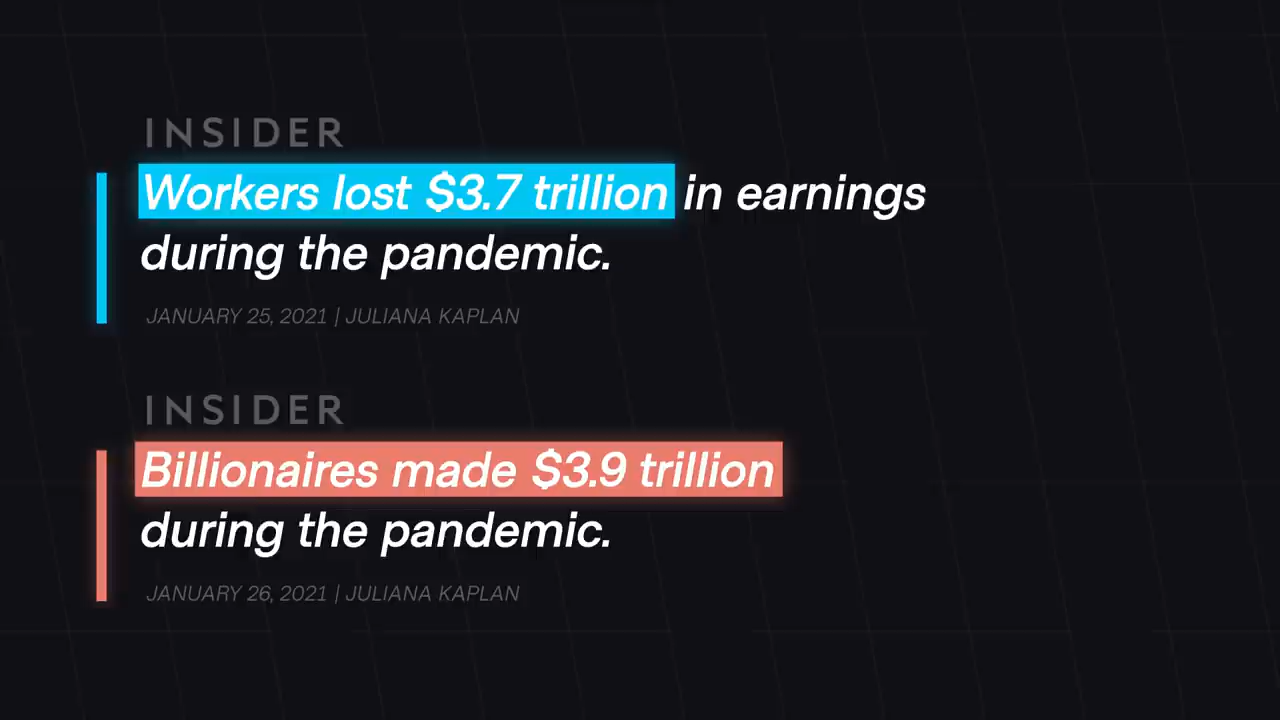 INSIDER
Workers lost $3.7 trillion in earnings
during the pandemic.
JANUARY 25, 2021 | JULIANA KAPLAN
INSIDER
Billionaires made $3.9 trillion
during the pandemic.
JANUARY 26, 2021 | JULIANA KAPLAN